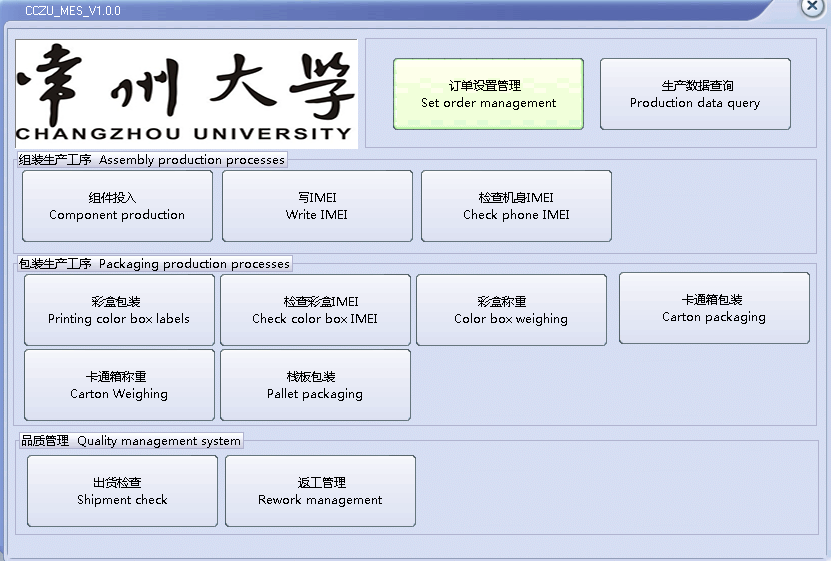 CCZU_MES_V1.0.0
常州大学
CHANGZHOU UNIVERSITY
订单设置管理
Set order management
生产数据查询
Production data query
组装生产工序 Assembly production processes
组件投入
Component production
写IMEI
Write IMEI
检查机身IMEI
Check phone IMEI
包装生产工序 Packaging production processes
彩盒包装
Printing color box labels
检查彩盒IMEI
Check color box IMEI
彩盒称重
Color box weighing
卡通箱包装
Carton packaging
卡通箱称重
Carton Weighing
栈板包装
Pallet packaging
品质管理 Quality management system
出货检查
Shipment check
返工管理
Rework management